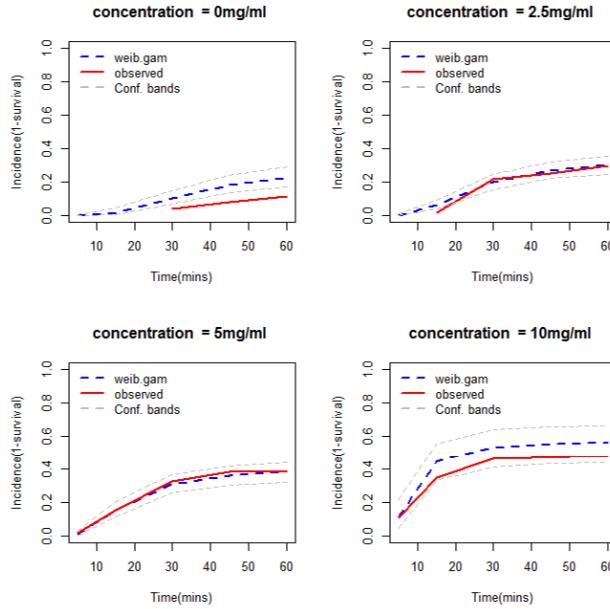 concentration = 0mg/ml
weib.gam
observed
Conf. bands
Incidence(1-survival)
0.0 0.2 0.4 0.6 0.8 1.0
10 20 30 40 50 60
Time(mins)
concentration = 2.5mg/ml
weib.gam
observed
Conf. bands
Incidence(1-survival)
0.0 0.2 0.4 0.6 0.8 1.0
10 20 30 40 50 60
Time(mins)
concentration = 5mg/ml
weib.gam
observed
Conf. bands
Incidence(1-survival)
0.0 0.2 0.4 0.6 0.8 1.0
10 20 30 40 50 60
Time(mins)
concentration = 10mg/ml
weib.gam
observed
Conf. bands
Incidence(1-survival)
0.0 0.2 0.4 0.6 0.8 1.0
10 20 30 40 50 60
Time(mins)